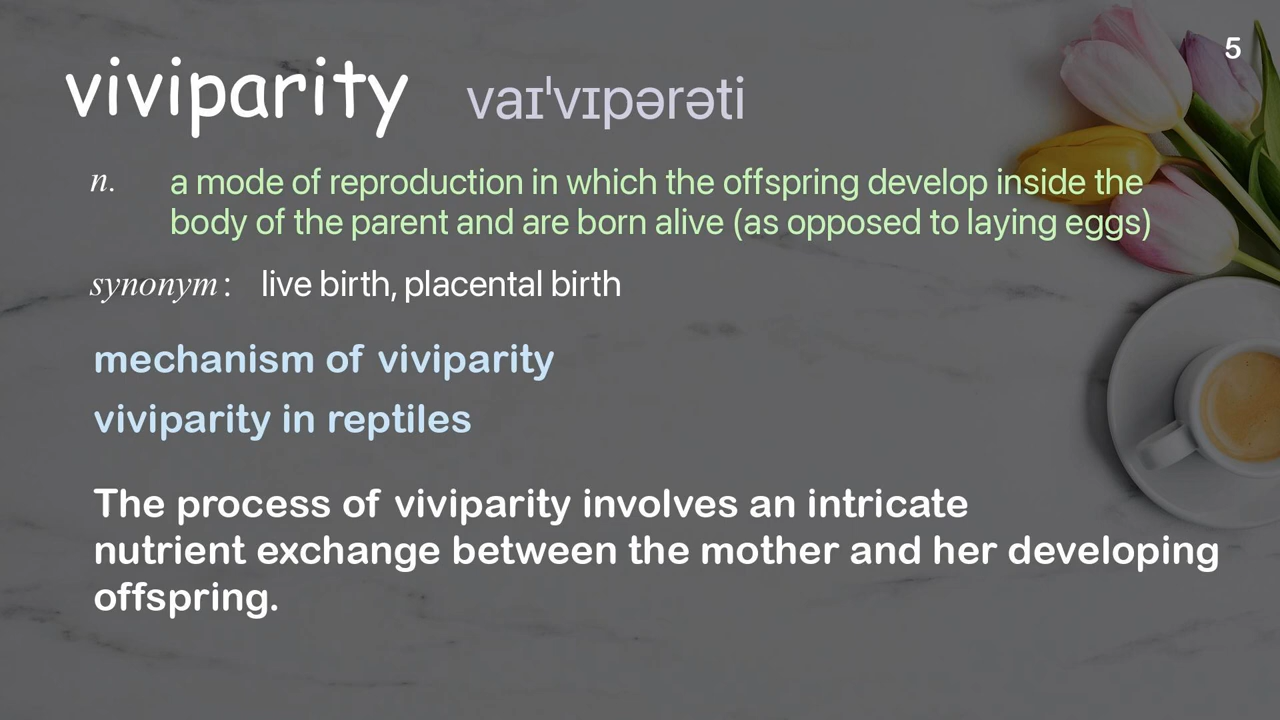 5
viviparity vaɪˈvɪpərəti
n. a mode of reproduction in which the offspring develop inside the
body of the parent and are born alive (as opposed to laying eggs)
synonym : live birth, placental birth
mechanism of viviparity
viviparity in reptiles
The process of viviparity involves an intricate
nutrient exchange between the mother and her developing
offspring.